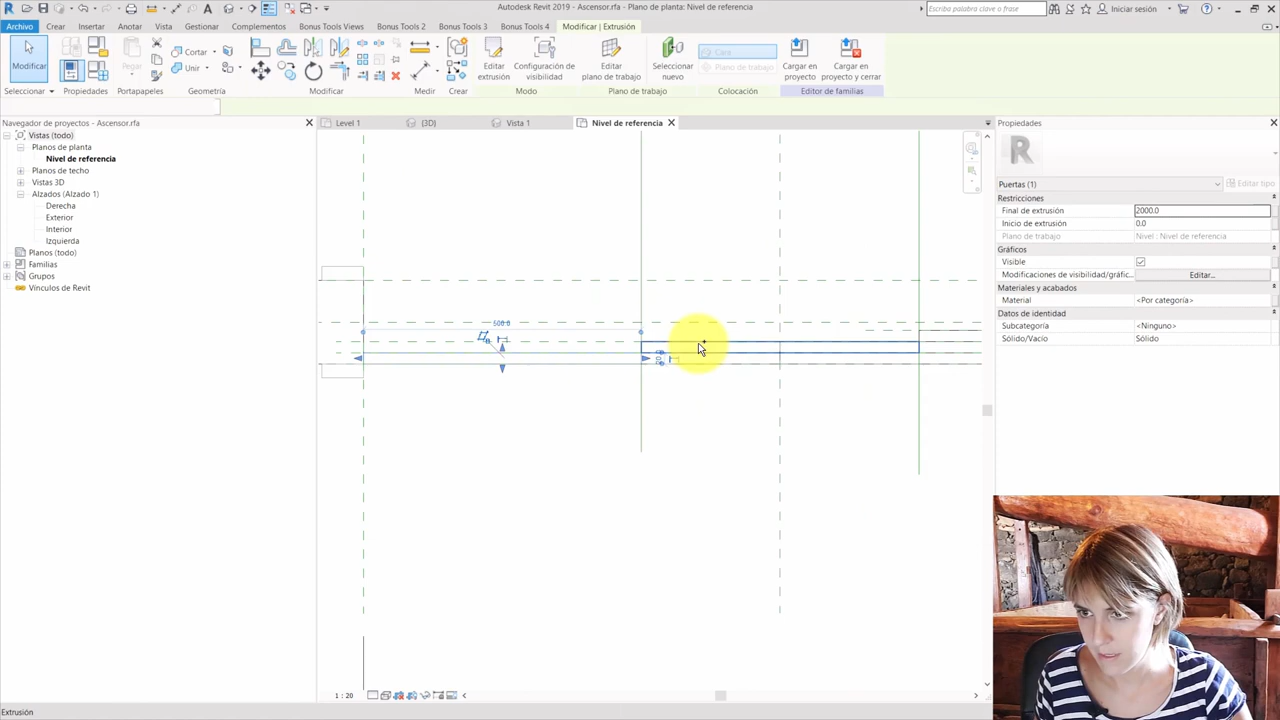 Autodesk Revit 2019 - Ascensor.rfa - Plano de planta: Nivel de referencia
Escriba palabra clave o frase
Iniciar sesión
Archivo Crear Insertar Anotar Vista Gestionar Complementos Bonus Tools Views Bonus Tools 2 Bonus Tools 3 Bonus Tools 4 Modificar | Extrusión
Modificar
Pegar
Cortar
Unir
Editar extrusión
Configuración de visibilidad
Editar plano de trabajo
Seleccionar nuevo
Cara
Plano de trabajo
Cargar en proyecto
Cargar en proyecto y cerrar
Seleccionar Propiedades Portapapeles Geometría Modificar Medir Crear Modo Plano de trabajo Colocación Editor de familias
Navegador de proyectos - Ascensor.rfa
Vistas (todo)
Planos de planta
Nivel de referencia
Planos de techo
Vistas 3D
Alzados (Alzado 1)
Derecha
Exterior
Interior
Izquierda
Planos (todo)
Familias
Grupos
Vínculos de Revit
Level 1 {3D} Vista 1 Nivel de referencia
1 : 20
Propiedades
Puertas (1)
Editar tipo
Restricciones
Final de extrusión 2000.0
Inicio de extrusión 0.0
Plano de trabajo Nivel : Nivel de referencia
Gráficos
Visible
Modificaciones de visibilidad/gráfic... Editar...
Materiales y acabados
Material <Por categoría>
Datos de identidad
Subcategoría <Ninguno>
Sólido/Vacío Sólido
Extrusión